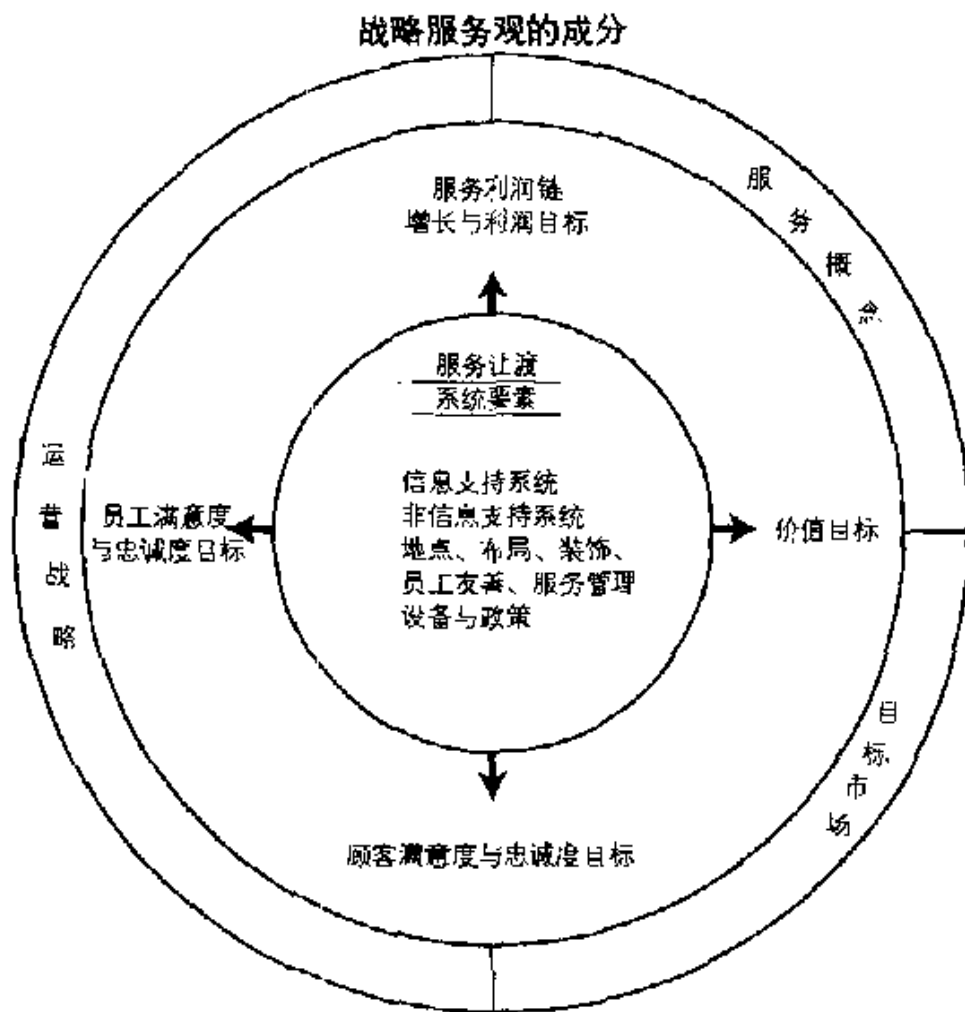 战略服务观的成分
服务概念
服务利润链
增长与利润目标
服务让渡
系统要素
信息支持系统
非信息支持系统
地点、布局、装饰、
员工友善、服务管理
设备与政策
运营战略
员工满意度
与忠诚度目标
价值目标
目标市场
顾客满意度与忠诚度目标